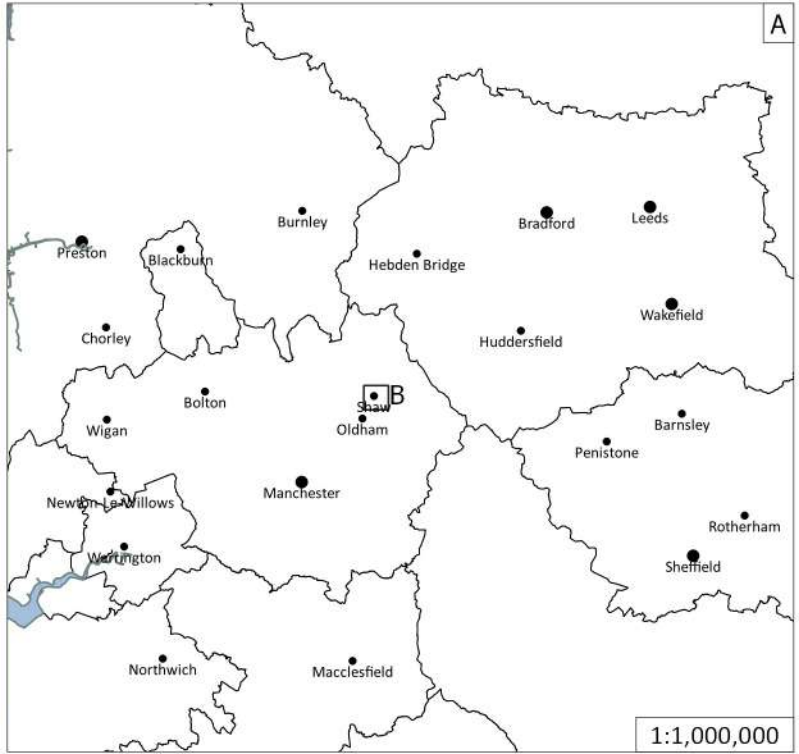 A
Burnley
Bradford
Leeds
Preston
Blackburn
Hebden Bridge
Wakefield
Chorley
Huddersfield
B
Bolton
Shaw
Wigan
Oldham
Barnsley
Penistone
Manchester
Newton-Le-Willows
Rotherham
Warrington
Sheffield
Northwich
Macclesfield
1:1,000,000